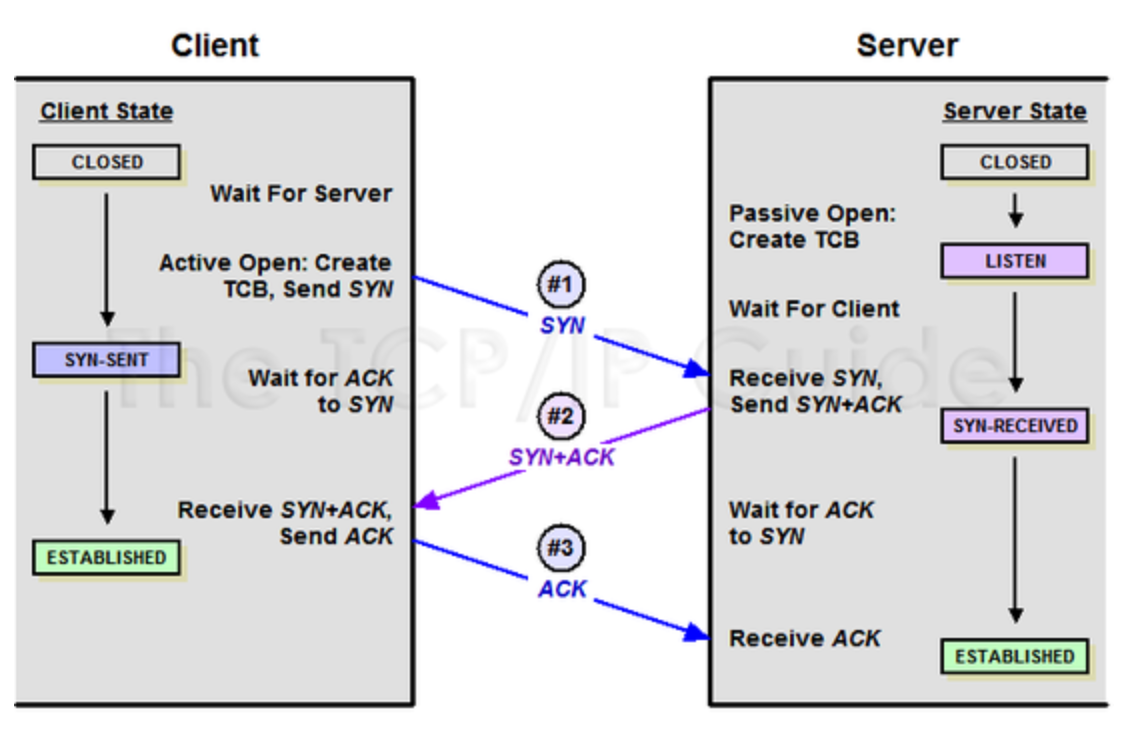 Client
Server
Client State
CLOSED
Wait For Server
Active Open: Create
TCB, Send SYN
SYN-SENT
Wait for ACK
to SYN
Receive SYN+ACK,
Send ACK
ESTABLISHED
#1
SYN
#2
SYN+ACK
#3
ACK
Server State
CLOSED
Passive Open:
Create TCB
LISTEN
Wait For Client
Receive SYN,
Send SYN+ACK
SYN-RECEIVED
Wait for ACK
to SYN
Receive ACK
ESTABLISHED
The TCP/IP Guide